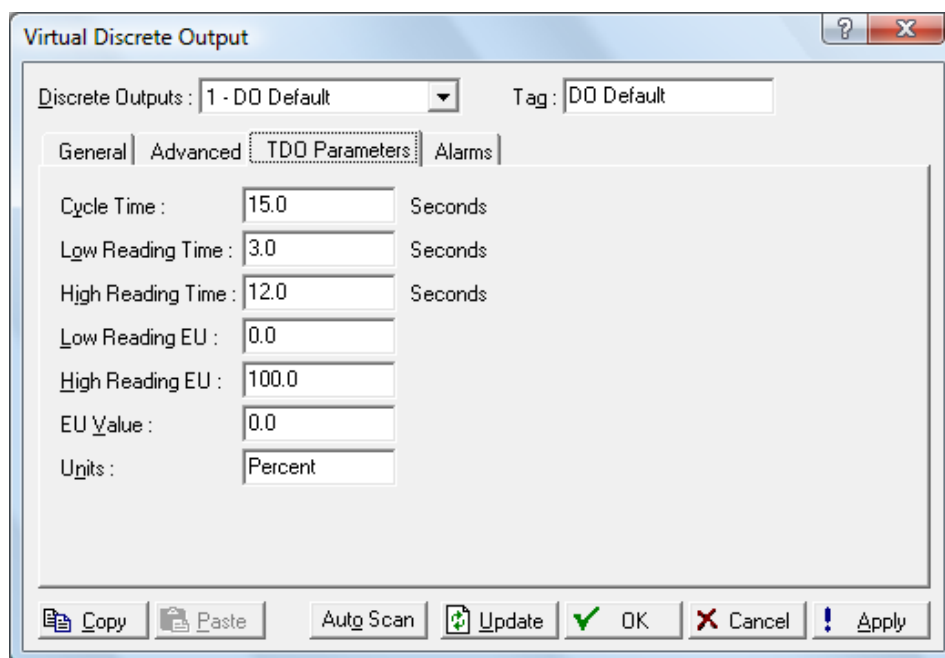 Virtual Discrete Output
Discrete Outputs : 1 - DO Default Tag : DO Default
General Advanced TDO Parameters Alarms
Cycle Time : 15.0 Seconds
Low Reading Time : 3.0 Seconds
High Reading Time : 12.0 Seconds
Low Reading EU : 0.0
High Reading EU : 100.0
EU Value : 0.0
Units : Percent
Copy Paste Auto Scan Update OK Cancel ! Apply